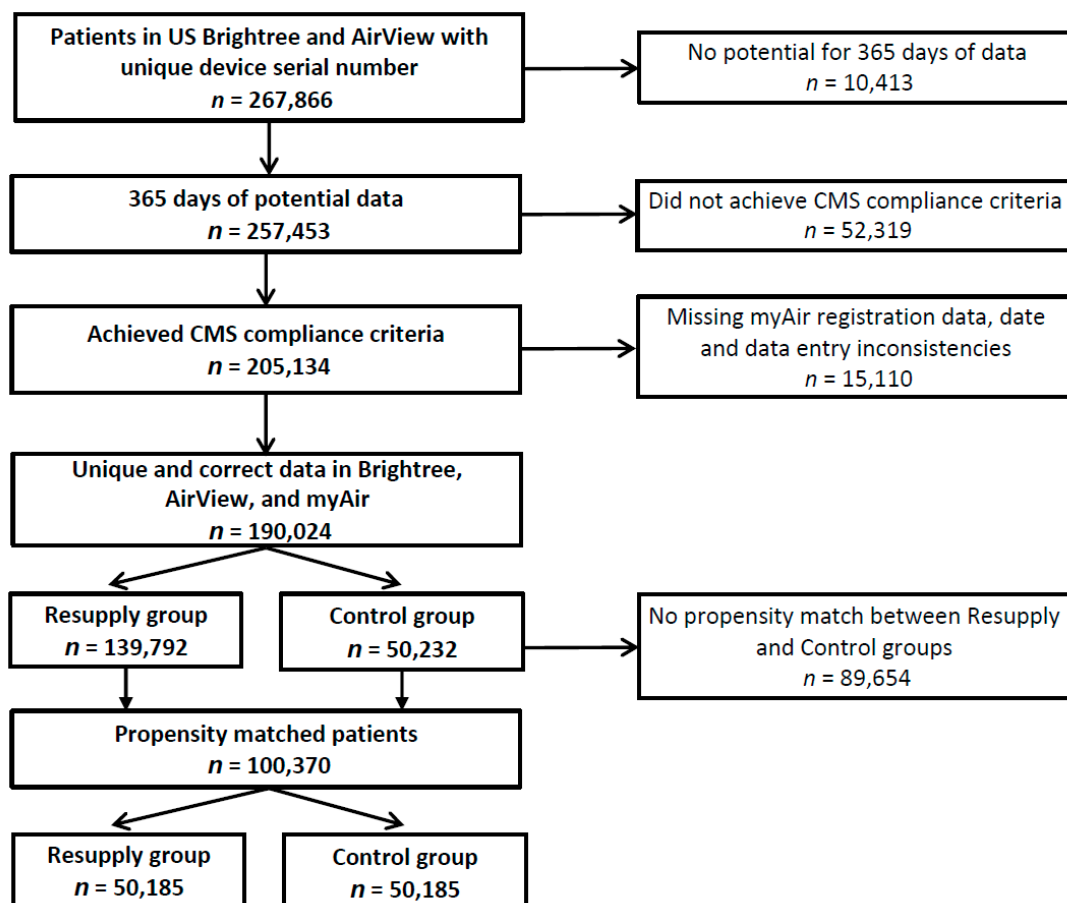 Patients in US Brightree and AirView with
unique device serial number
n = 267,866
No potential for 365 days of data
n = 10,413
365 days of potential data
n = 257,453
Did not achieve CMS compliance criteria
n = 52,319
Achieved CMS compliance criteria
n = 205,134
Missing myAir registration data, date
and data entry inconsistencies
n = 15,110
Unique and correct data in Brightree,
AirView, and myAir
n = 190,024
Resupply group
n = 139,792
Control group
n = 50,232
No propensity match between Resupply
and Control groups
n = 89,654
Propensity matched patients
n = 100,370
Resupply group
n = 50,185
Control group
n = 50,185